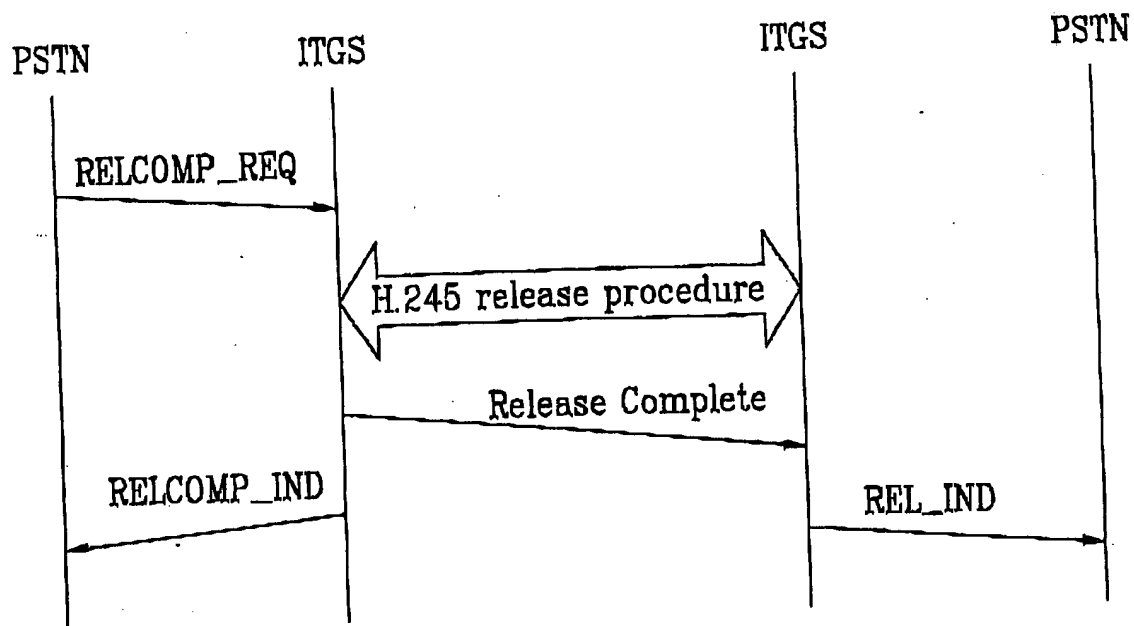 PSTN ITGS ITGS PSTN
RELCOMP_REQ
H.245 release procedure
Release Complete
RELCOMP_IND
REL_IND